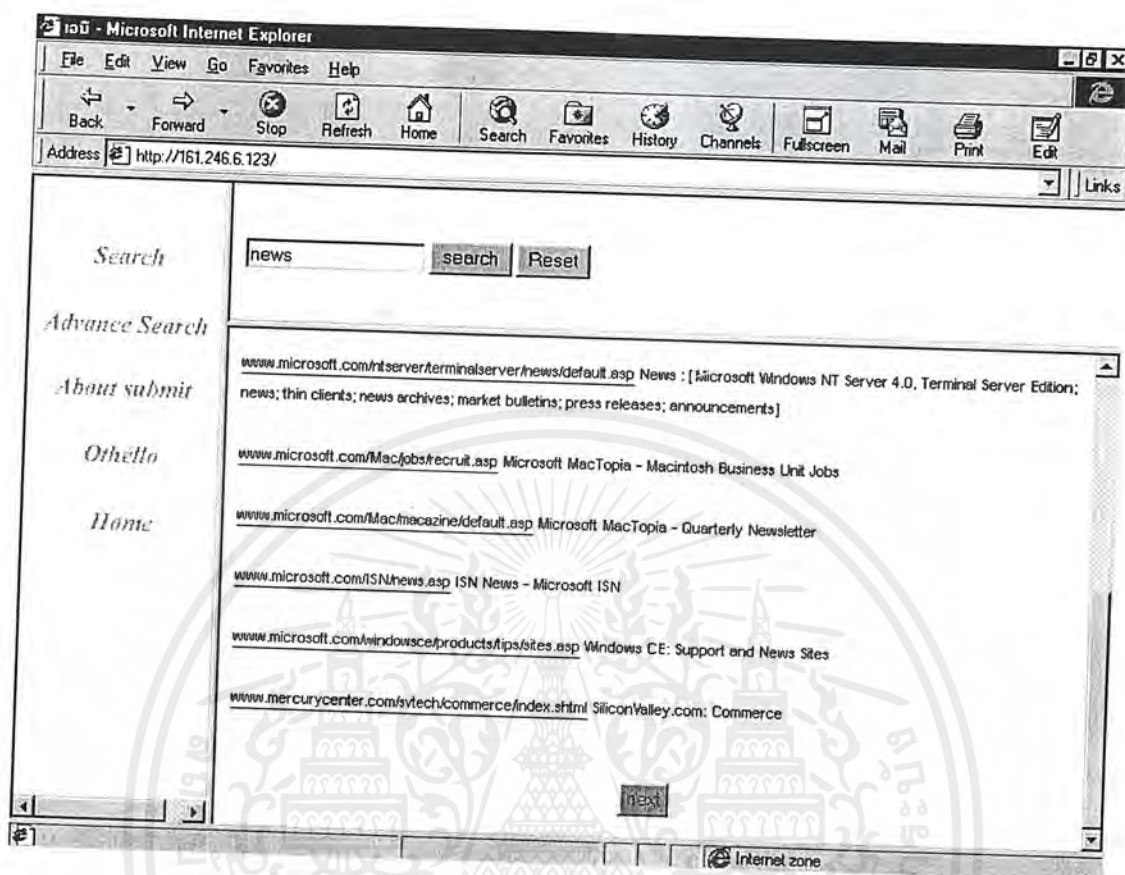 เอมี - Microsoft Internet Explorer
File Edit View Go Favorites Help
Back Forward Stop Refresh Home Search Favorites History Channels Fullscreen Mail Print Edit
Address http://161.246.6.123/ Links
Search
Advance Search
About submit
Othello
Home
news search Reset
www.microsoft.com/ntserver/terminalserver/news/default.asp News : [Microsoft Windows NT Server 4.0, Terminal Server Edition;
news; thin clients; news archives; market bulletins; press releases; announcements]
www.microsoft.com/Mac/jobs/recruit.asp Microsoft MacTopia - Macintosh Business Unit Jobs
www.microsoft.com/Mac/macazine/default.asp Microsoft MacTopia - Quarterly Newsletter
www.microsoft.com/ISN/news.asp ISN News - Microsoft ISN
www.microsoft.com/windowsce/products/tips/sites.asp Windows CE: Support and News Sites
www.mercurycenter.com/svtech/commerce/index.shtml SiliconValley.com: Commerce
next
Internet zone